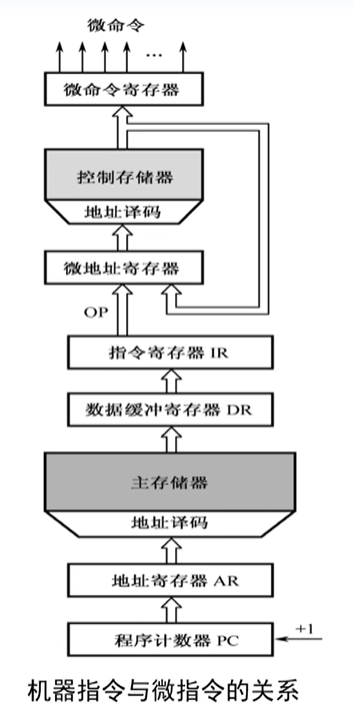 微命令
...
微命令寄存器
控制存储器
地址译码
微地址寄存器
OP
指令寄存器 IR
数据缓冲寄存器 DR
主存储器
地址译码
地址寄存器 AR
+1
程序计数器 PC
机器指令与微指令的关系